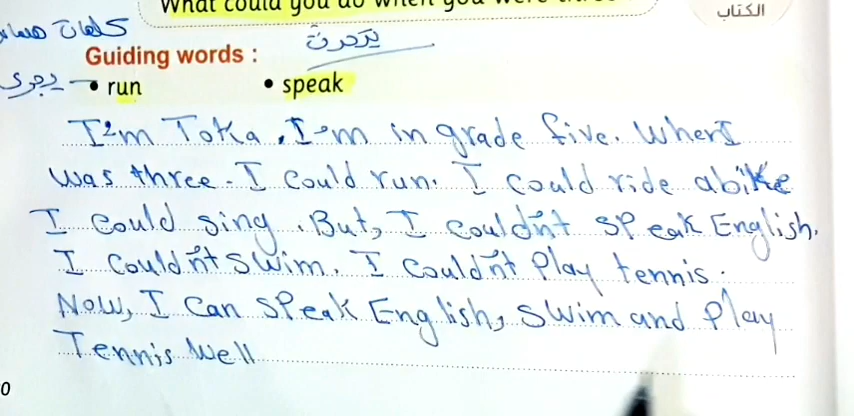 What could you do when you were three
الكتاب
كلمات مساعدة
Guiding words :
يتحدث
يجرى
• run
• speak
I'm Toka, I'm in grade five. When I
was three. I could run. I could ride a bike
I could sing. But, I couldn't speak English.
I couldn't swim. I couldn't play tennis.
Now, I can speak English, swim and play
Tennis well
0